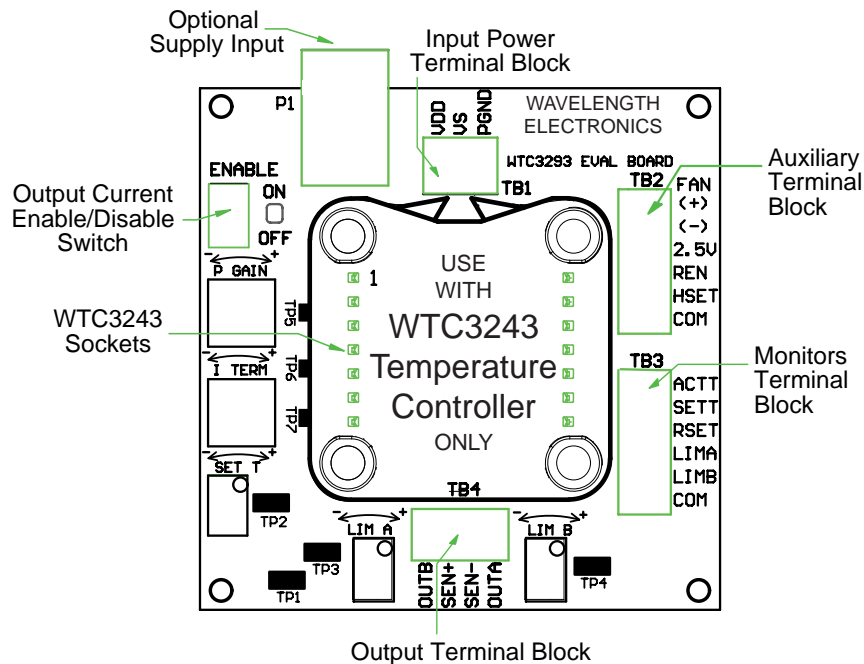 Optional
Supply Input
Input Power
Terminal Block
P1
VDD
VS
PGND
WAVELENGTH
ELECTRONICS
WTC3293 EVAL BOARD
TB1
TB2
Auxiliary
Terminal
Block
FAN
(+)
(-)
2.5V
REN
HSET
COM
Output Current
Enable/Disable
Switch
ENABLE
ON
OFF
- +
P GAIN
TP5
WTC3243
Sockets
- +
I TERM
TP6
TP7
- +
SET T
TP2
1
USE
WITH
WTC3243
Temperature
Controller
ONLY
TB3
Monitors
Terminal
Block
ACTT
SETT
RSET
LIMA
LIMB
COM
TB4
- +
LIM A
- +
LIM B
TP3
TP1
TP4
OUTB
SEN+
SEN-
OUTA
Output Terminal Block